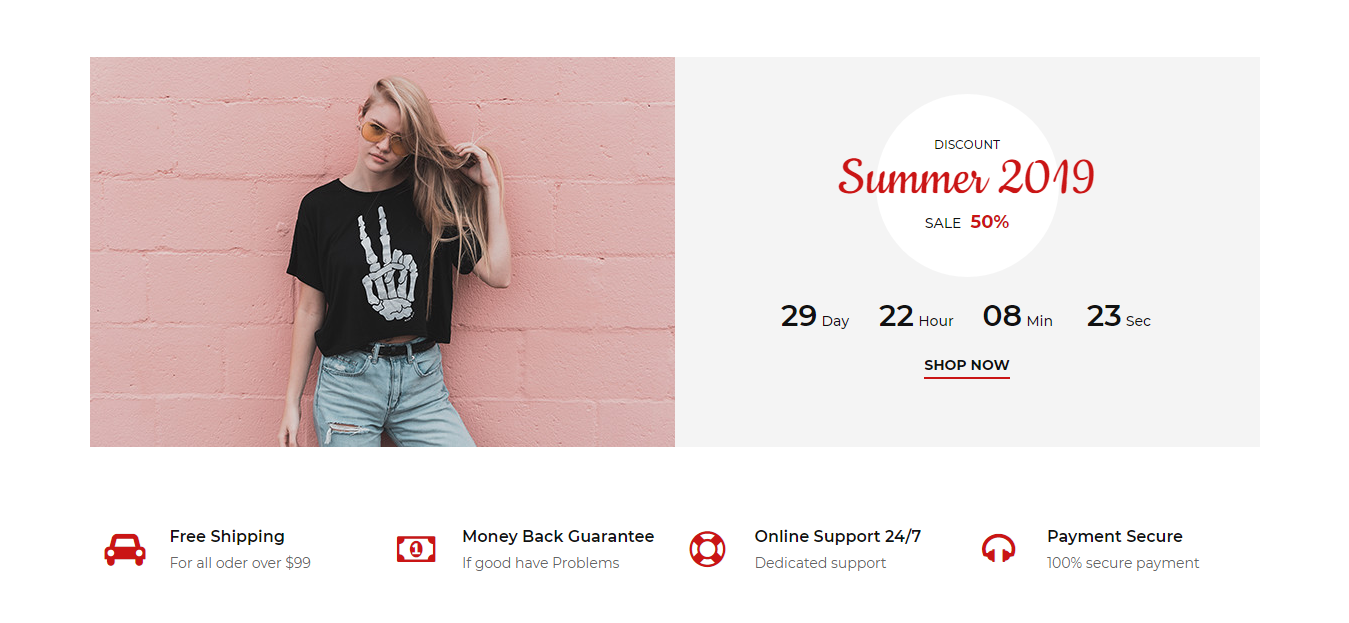 DISCOUNT
Summer 2019
SALE 50%
29 Day 22 Hour 08 Min 23 Sec
SHOP NOW
Free Shipping
For all oder over $99
1
Money Back Guarantee
If good have Problems
Online Support 24/7
Dedicated support
Payment Secure
100% secure payment